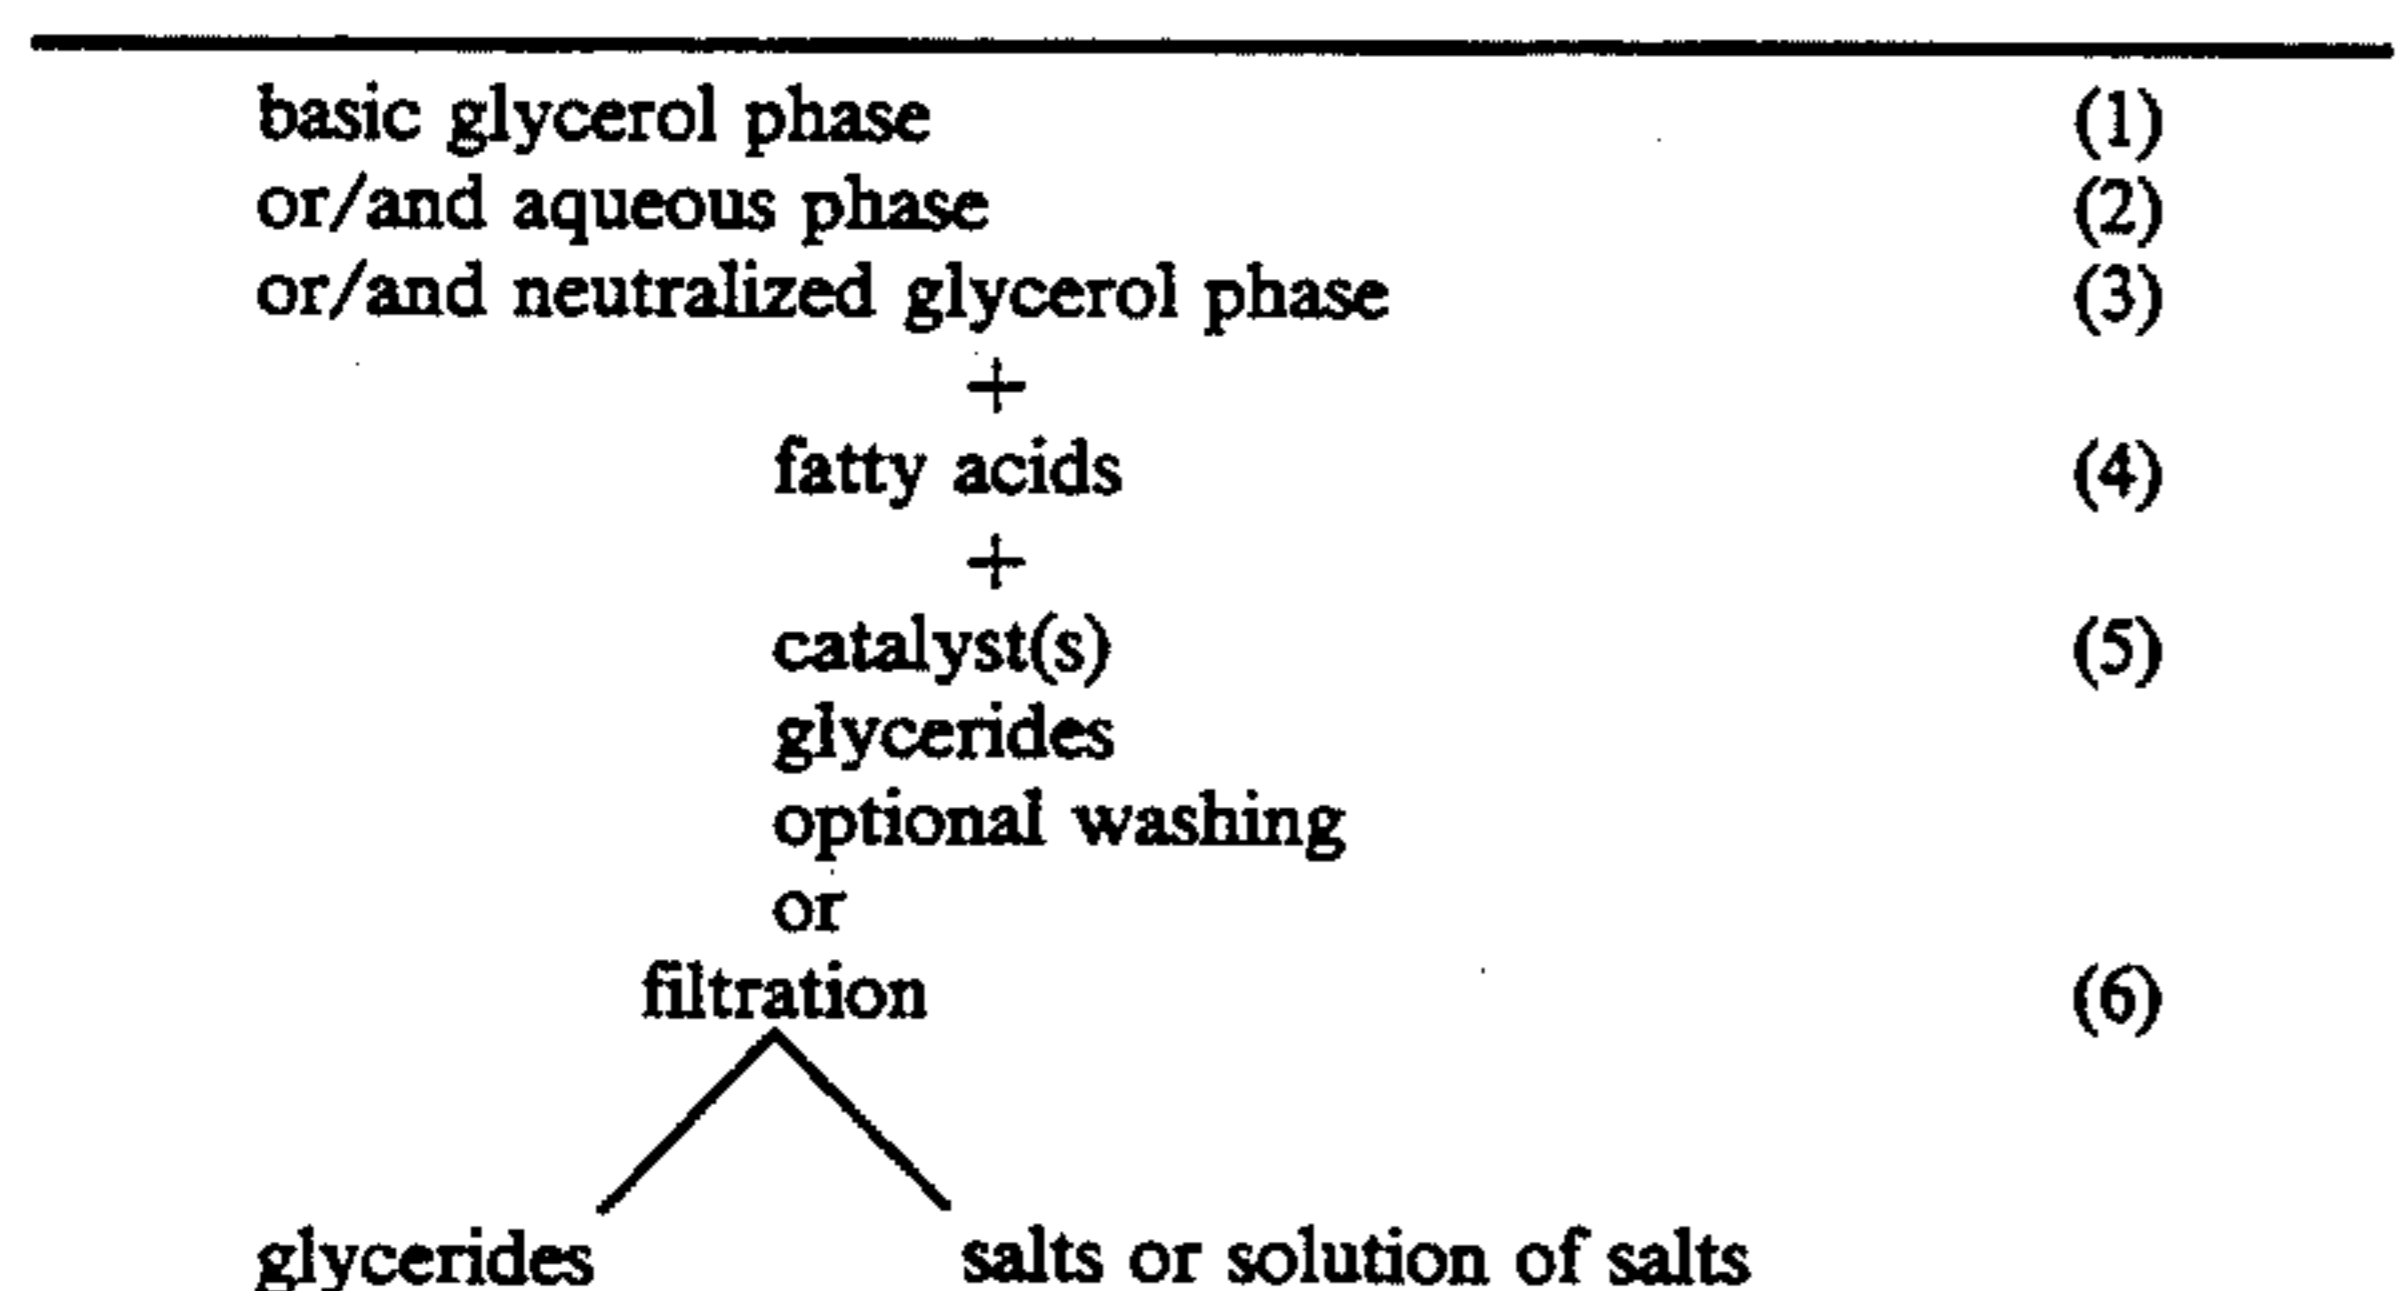 basic glycerol phase (1)
or/and aqueous phase (2)
or/and neutralized glycerol phase (3)
+
fatty acids (4)
+
catalyst(s) (5)
glycerides
optional washing
or
filtration (6)
glycerides salts or solution of salts